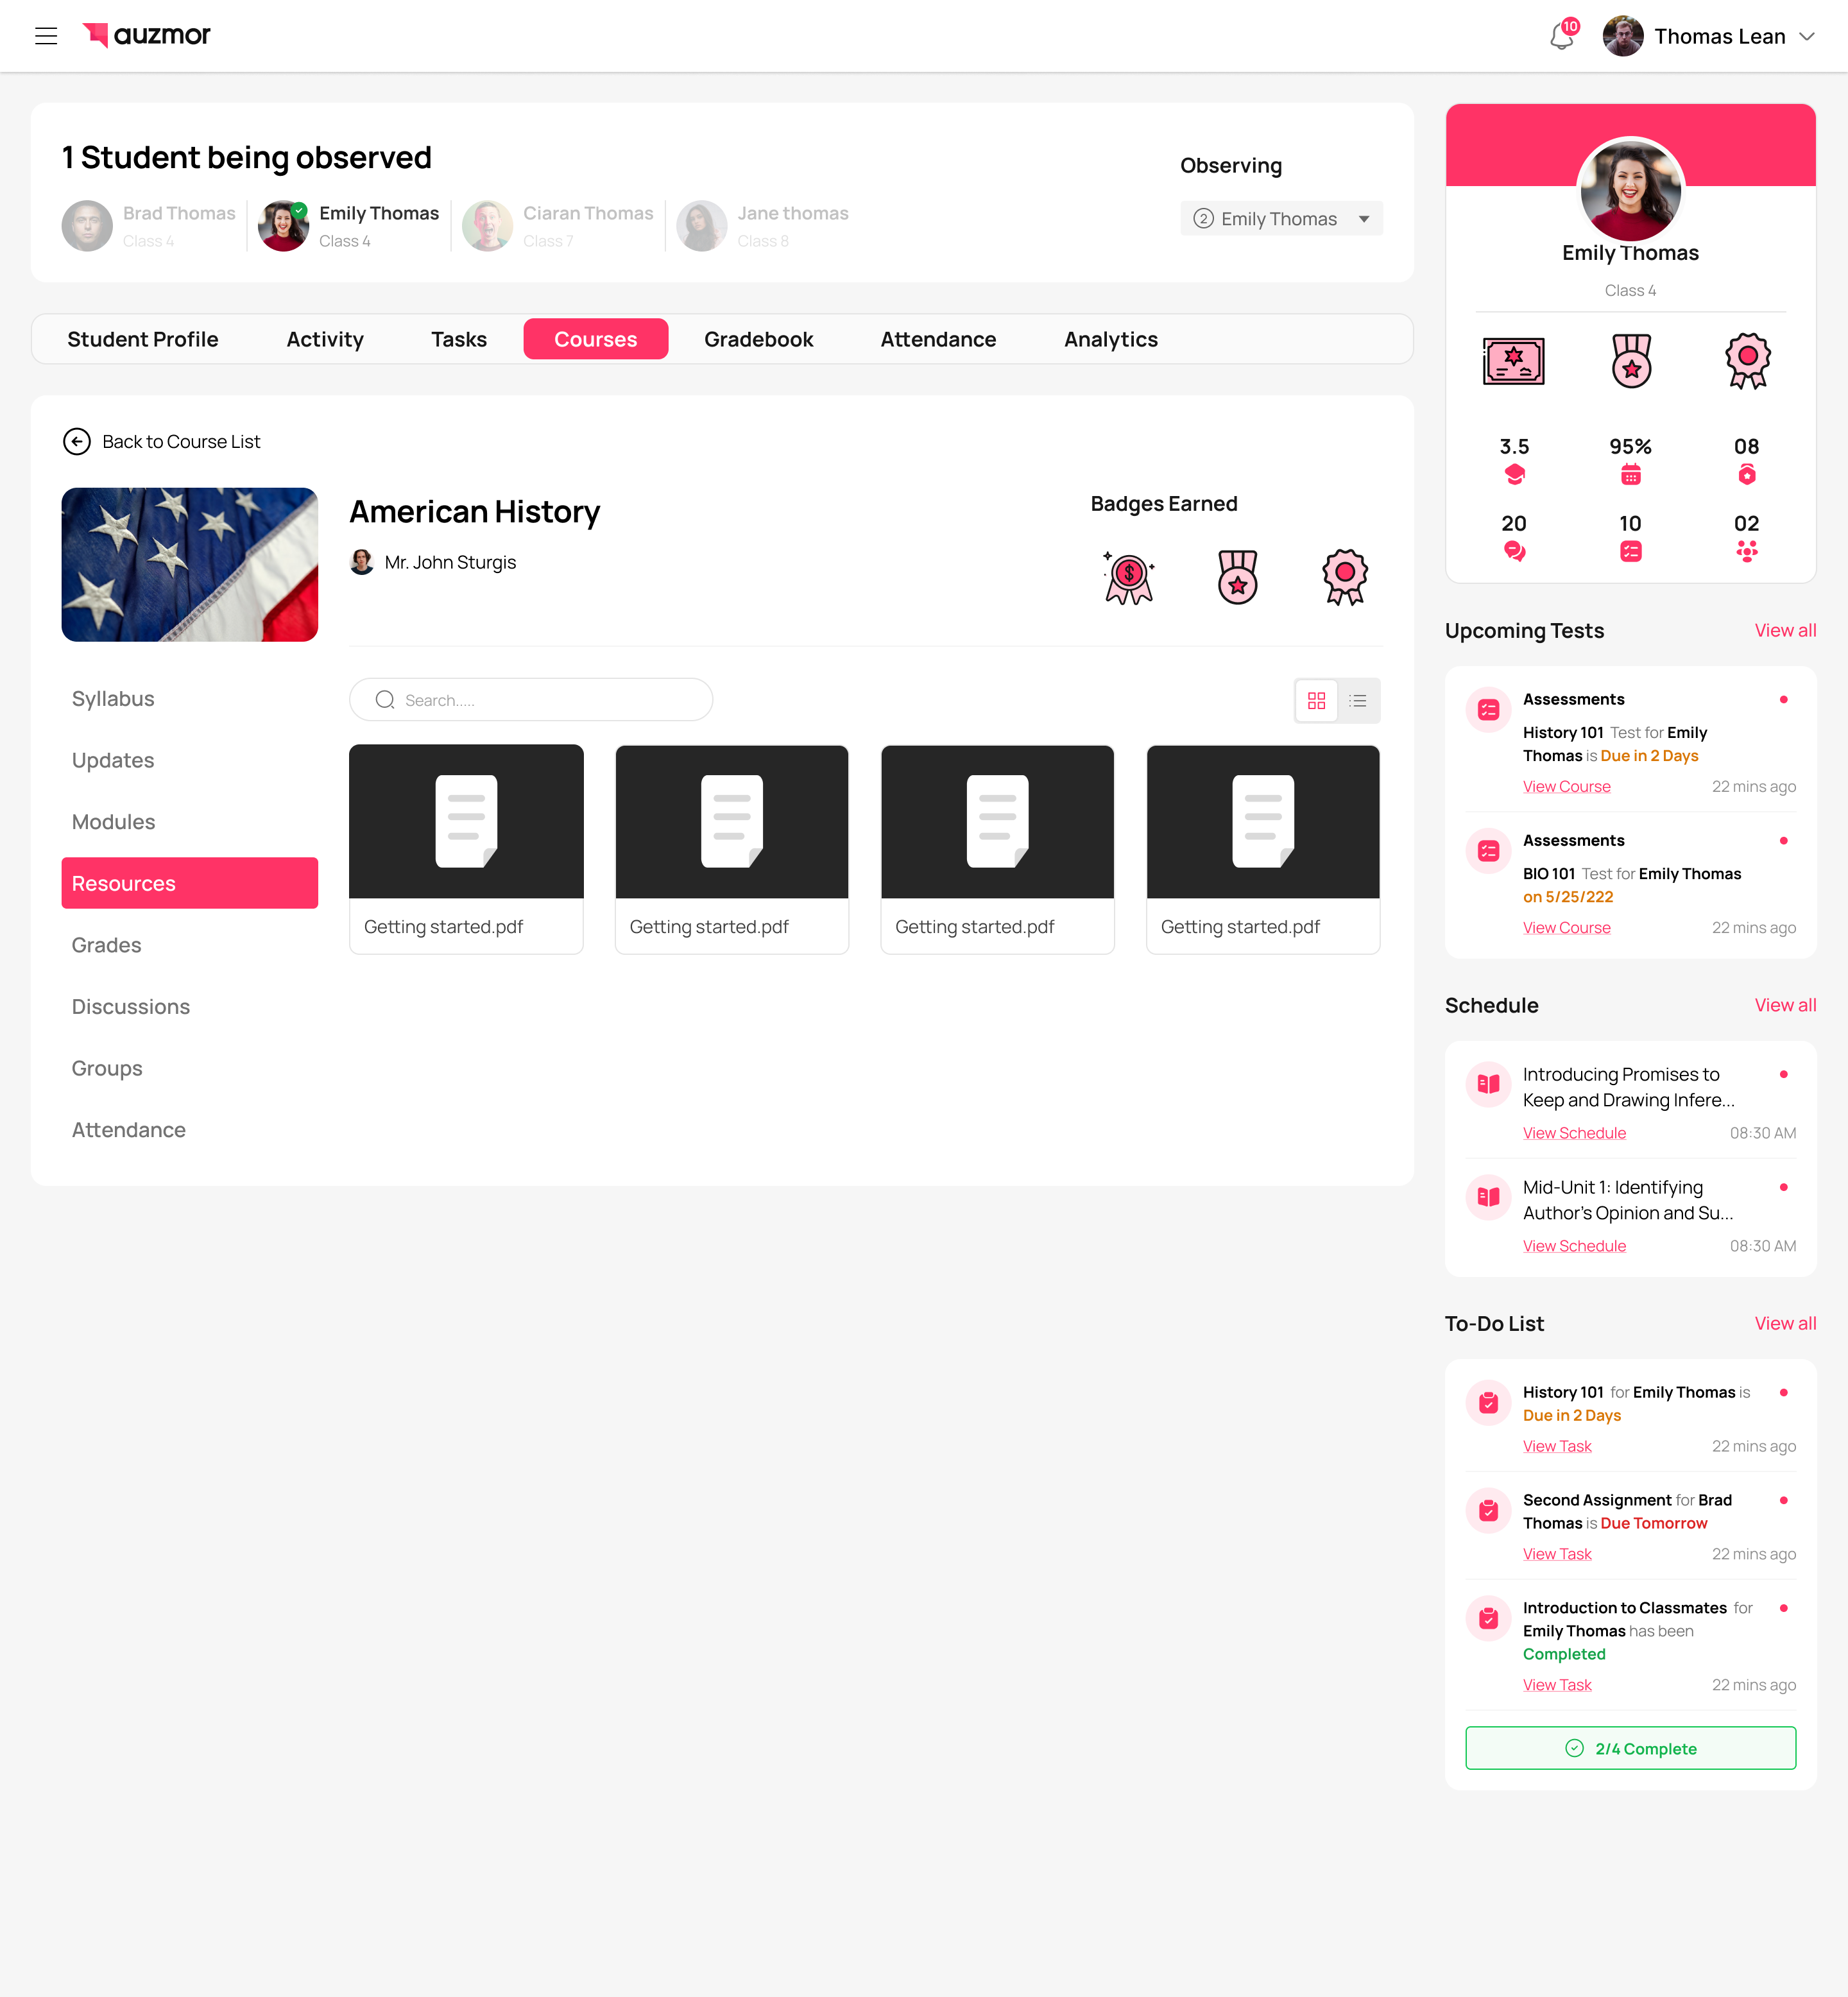 auzmor
10
Thomas Lean
1 Student being observed
Brad Thomas
Class 4
Emily Thomas
Class 4
Ciaran Thomas
Class 7
Jane thomas
Class 8
Observing
2 Emily Thomas
Student Profile
Activity
Tasks
Courses
Gradebook
Attendance
Analytics
Back to Course List
American History
Mr. John Sturgis
Badges Earned
$
Syllabus
Updates
Modules
Resources
Grades
Discussions
Groups
Attendance
Search.....
Getting started.pdf
Getting started.pdf
Getting started.pdf
Getting started.pdf
Emily Thomas
Class 4
3.5
95%
08
20
10
02
Upcoming Tests
View all
Assessments
History 101 Test for Emily
Thomas is Due in 2 Days
View Course
22 mins ago
Assessments
BIO 101 Test for Emily Thomas
on 5/25/222
View Course
22 mins ago
Schedule
View all
Introducing Promises to
Keep and Drawing Infere...
View Schedule
08:30 AM
Mid-Unit 1: Identifying
Author's Opinion and Su...
View Schedule
08:30 AM
To-Do List
View all
History 101 for Emily Thomas is
Due in 2 Days
View Task
22 mins ago
Second Assignment for Brad
Thomas is Due Tomorrow
View Task
22 mins ago
Introduction to Classmates for
Emily Thomas has been
Completed
View Task
22 mins ago
2/4 Complete